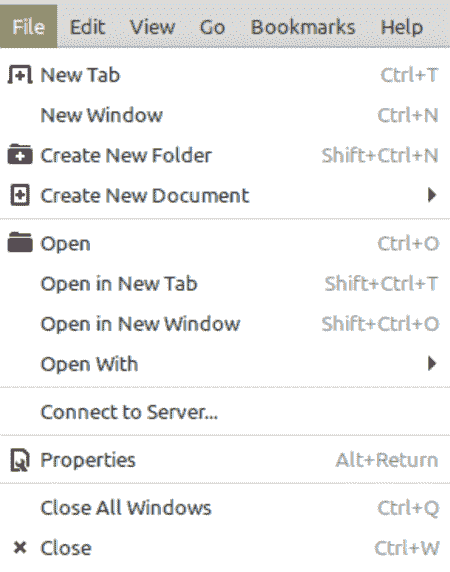 File Edit View Go Bookmarks Help
New Tab Ctrl+T
New Window Ctrl+N
Create New Folder Shift+Ctrl+N
Create New Document
Open Ctrl+O
Open in New Tab Shift+Ctrl+T
Open in New Window Shift+Ctrl+O
Open With
Connect to Server...
Properties Alt+Return
Close All Windows Ctrl+Q
Close Ctrl+W